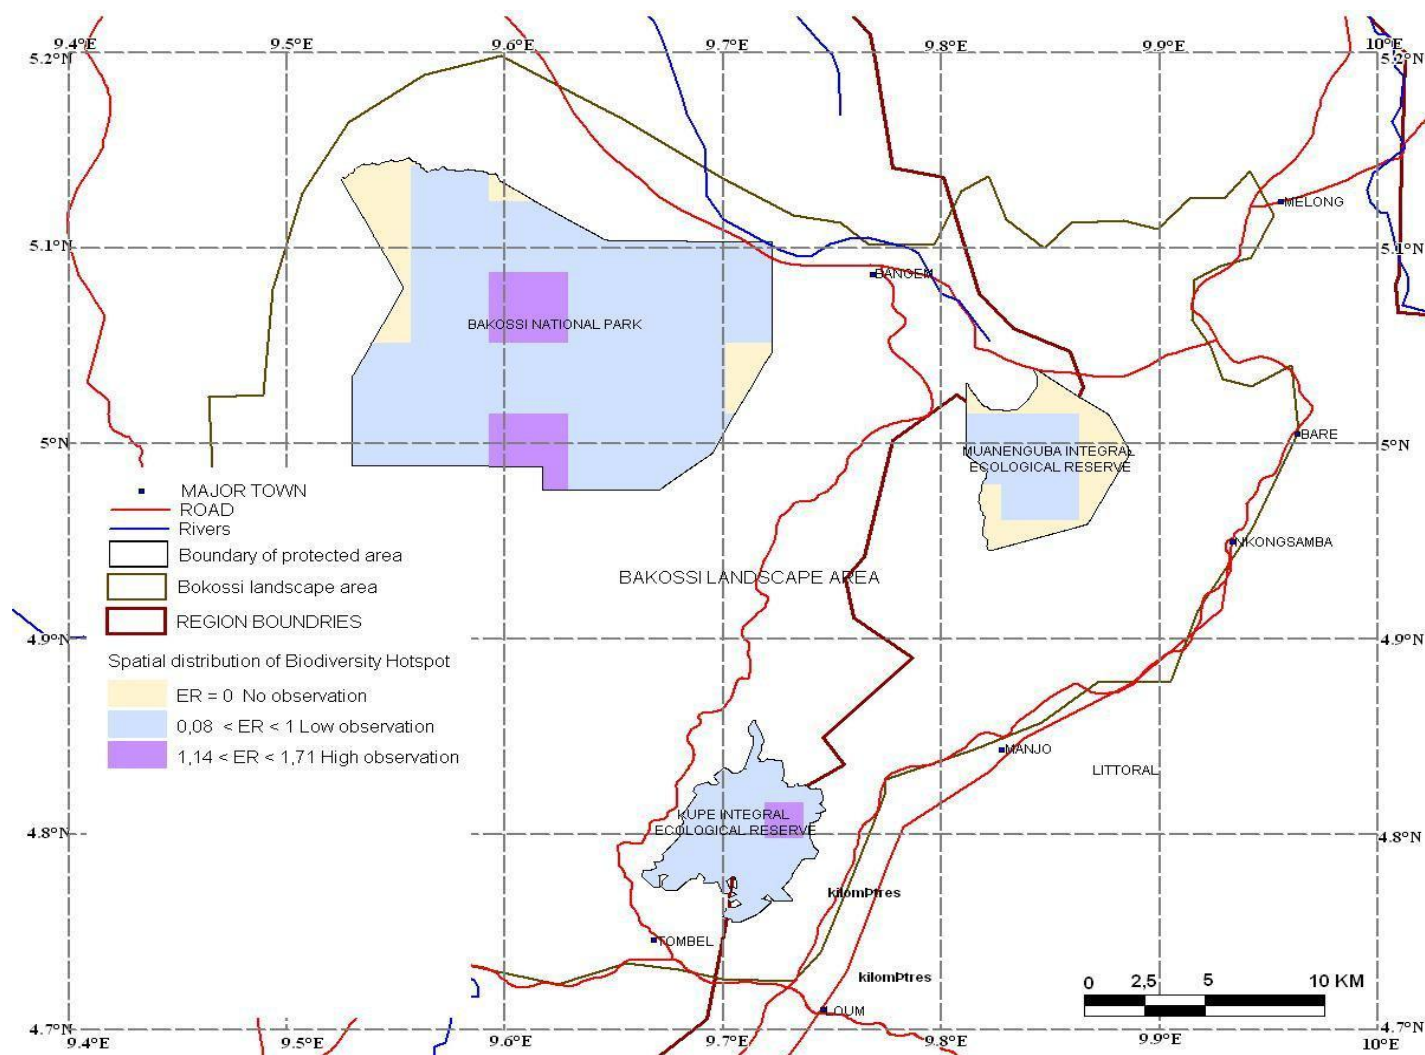 9.4°E
9.5°E
9.6°E
9.7°E
9.8°E
9.9°E
10°E
5.2°N
5.2°N
MELONG
5.1°N
5.1°N
BANGEM
BAKOSSI NATIONAL PARK
5°N
5°N
BARE
MUANENGUBA INTEGRAL
ECOLOGICAL RESERVE
MAJOR TOWN
ROAD
Rivers
Boundary of protected area
Bokossi landscape area
REGION BOUNDRIES
NKONGSAMBA
BAKOSSI LANDSCAPE AREA
4.9°N
4.9°N
Spatial distribution of Biodiversity Hotspot
ER = 0 No observation
0,08 < ER < 1 Low observation
1,14 < ER < 1,71 High observation
MANJO
LITTORAL
KUPE INTEGRAL
ECOLOGICAL RESERVE
4.8°N
4.8°N
kilomÞtres
TOMBEL
kilomÞtres
0 2,5 5 10 KM
LOUM
4.7°N
4.7°N
9.4°E
9.5°E
9.6°E
9.7°E
9.8°E
9.9°E
10°E